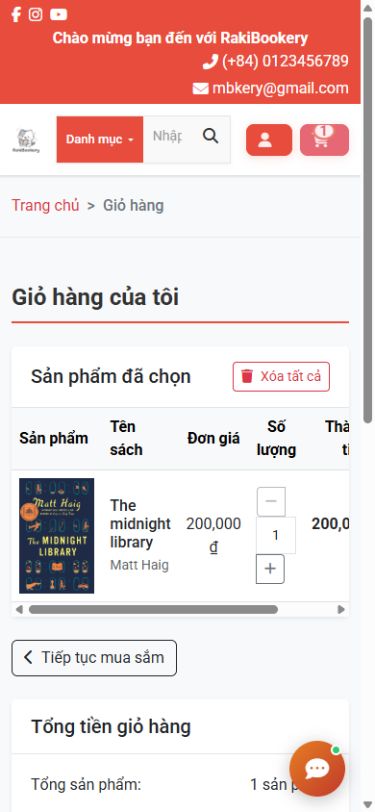 Chào mừng bạn đến với RakiBookery
(+84) 0123456789
mbkery@gmail.com
RakiBookery
Danh mục
Nhập
1
Trang chủ > Giỏ hàng
Giỏ hàng của tôi
Sản phẩm đã chọn
Xóa tất cả
Sản phẩm
Tên sách
Đơn giá
Số lượng
Matt Haig
The MIDNIGHT
LIBRARY
The
midnight
library
Matt Haig
200,000
₫
1
Tiếp tục mua sắm
Tổng tiền giỏ hàng
Tổng sản phẩm:
1 sản